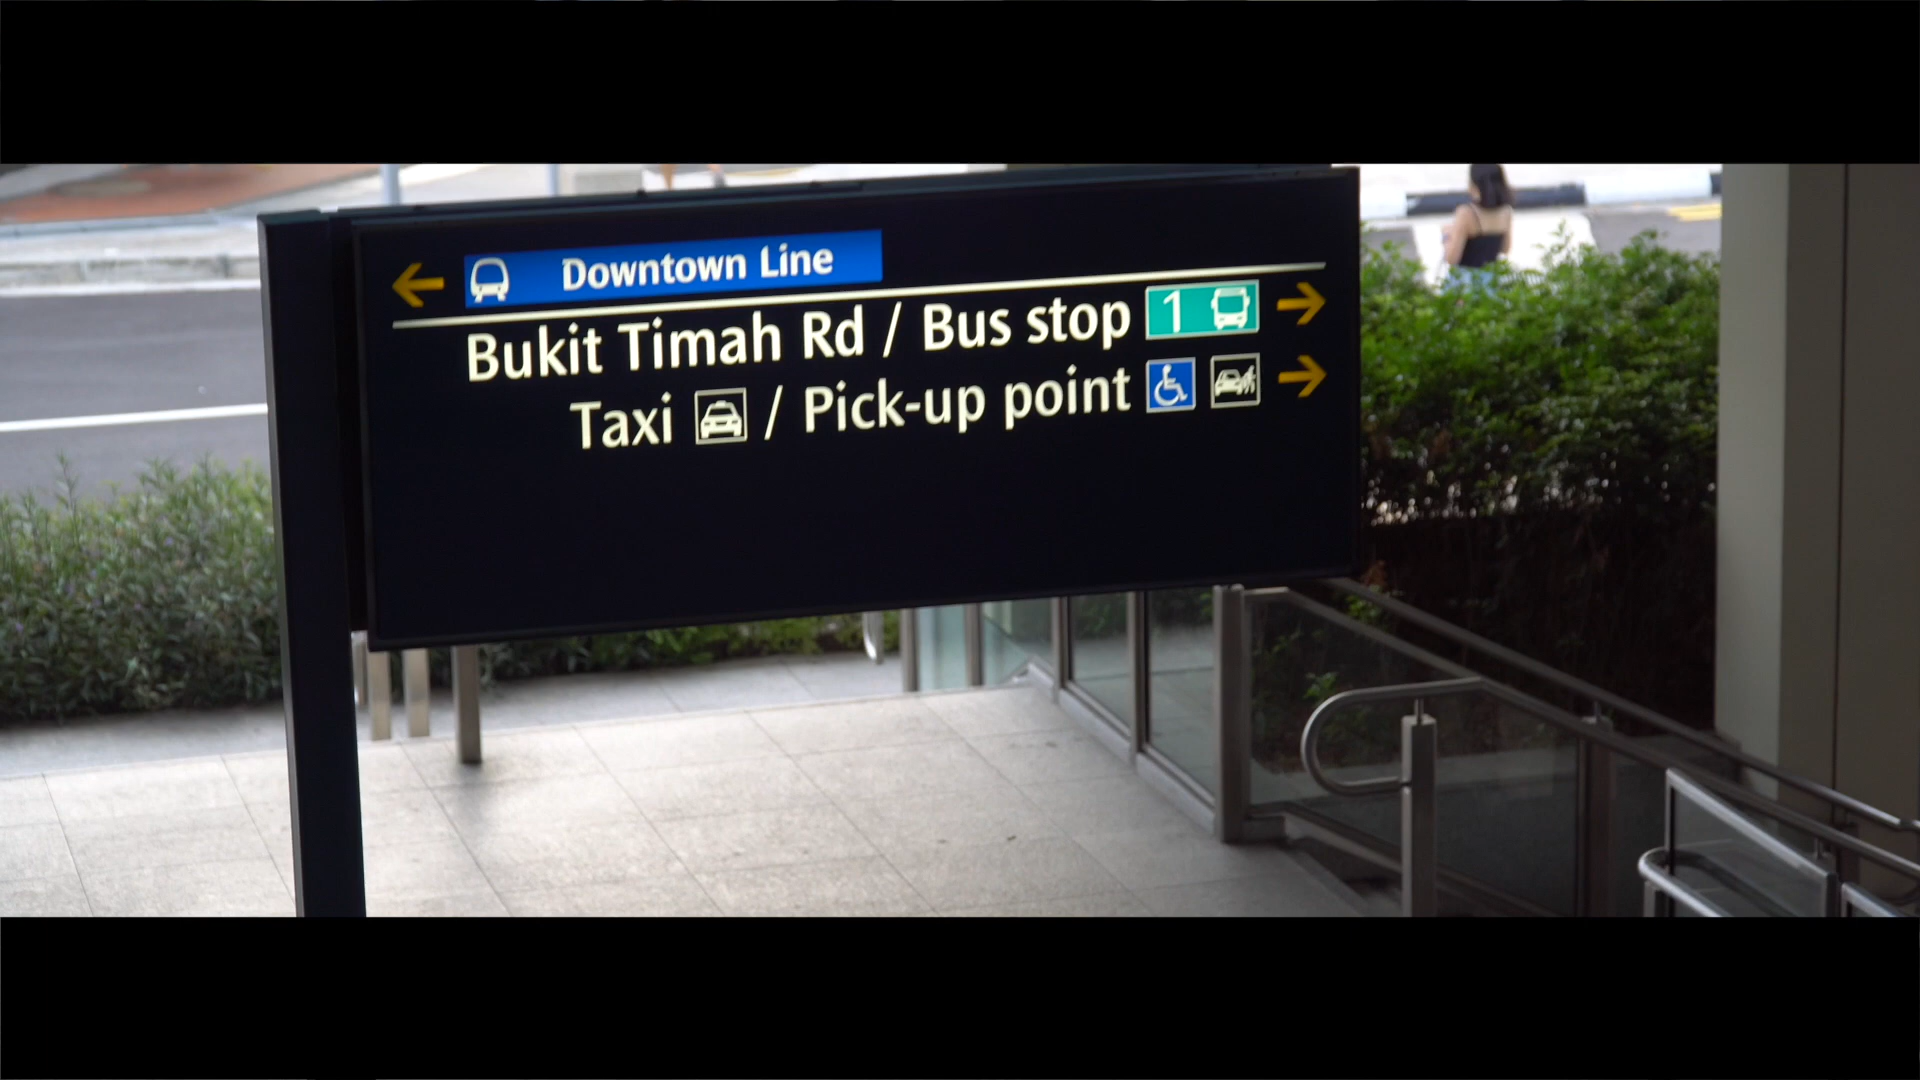 Downtown Line
Bukit Timah Rd / Bus stop 1
Taxi / Pick-up point